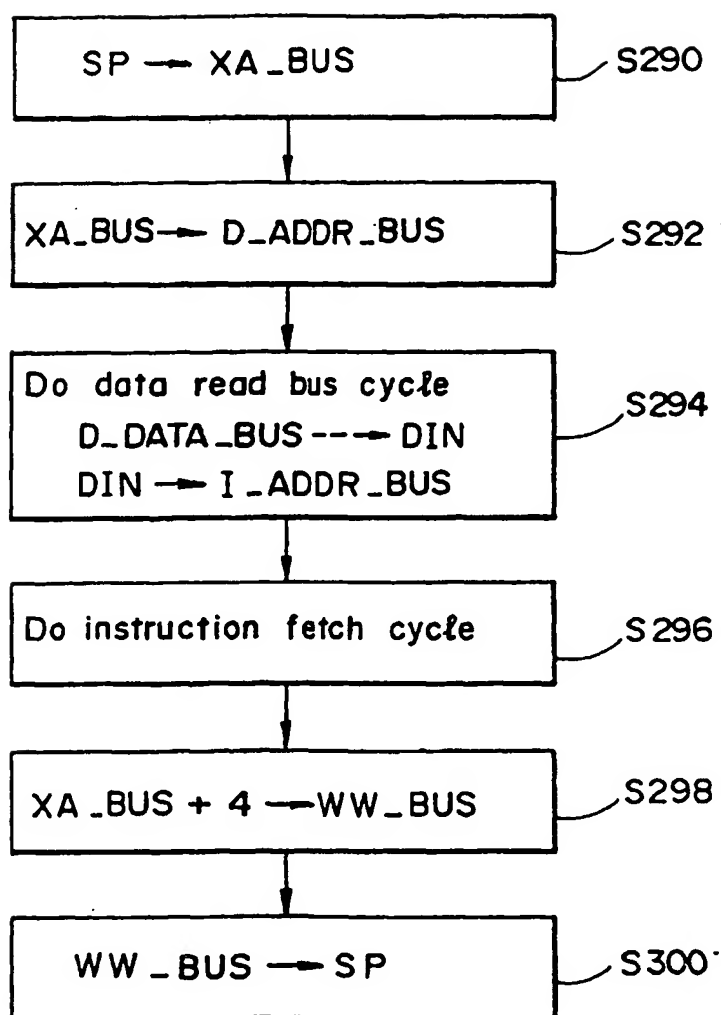 SP → XA_BUS
S290
XA_BUS → D_ADDR_BUS
S292
Do data read bus cycle
D_DATA_BUS ---→ DIN
DIN → I_ADDR_BUS
S294
Do instruction fetch cycle
S296
XA_BUS + 4 → WW_BUS
S298
WW_BUS → SP
S300